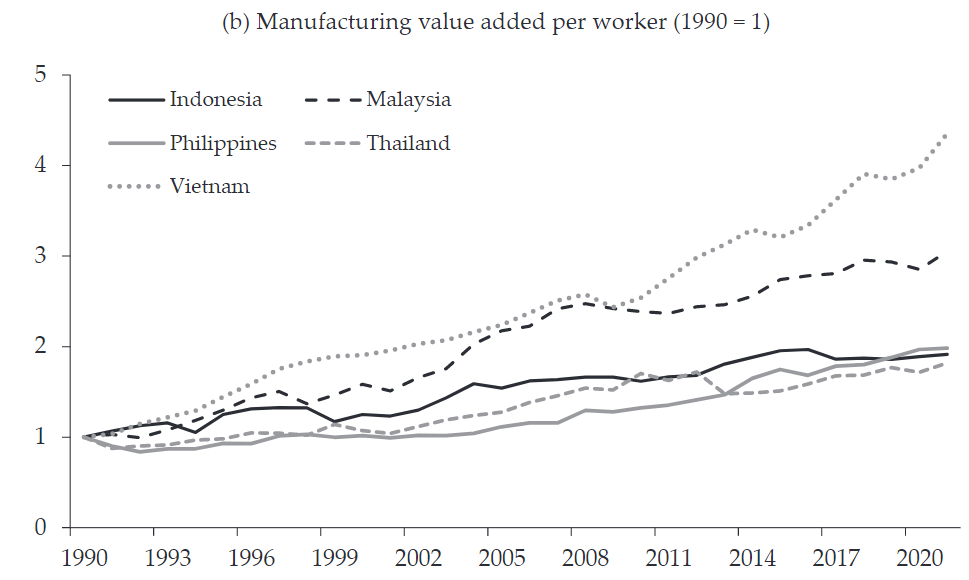 (b) Manufacturing value added per worker (1990 = 1)
5
4
3
2
1
0
Indonesia
Malaysia
Philippines
Thailand
Vietnam
1990 1993 1996 1999 2002 2005 2008 2011 2014 2017 2020